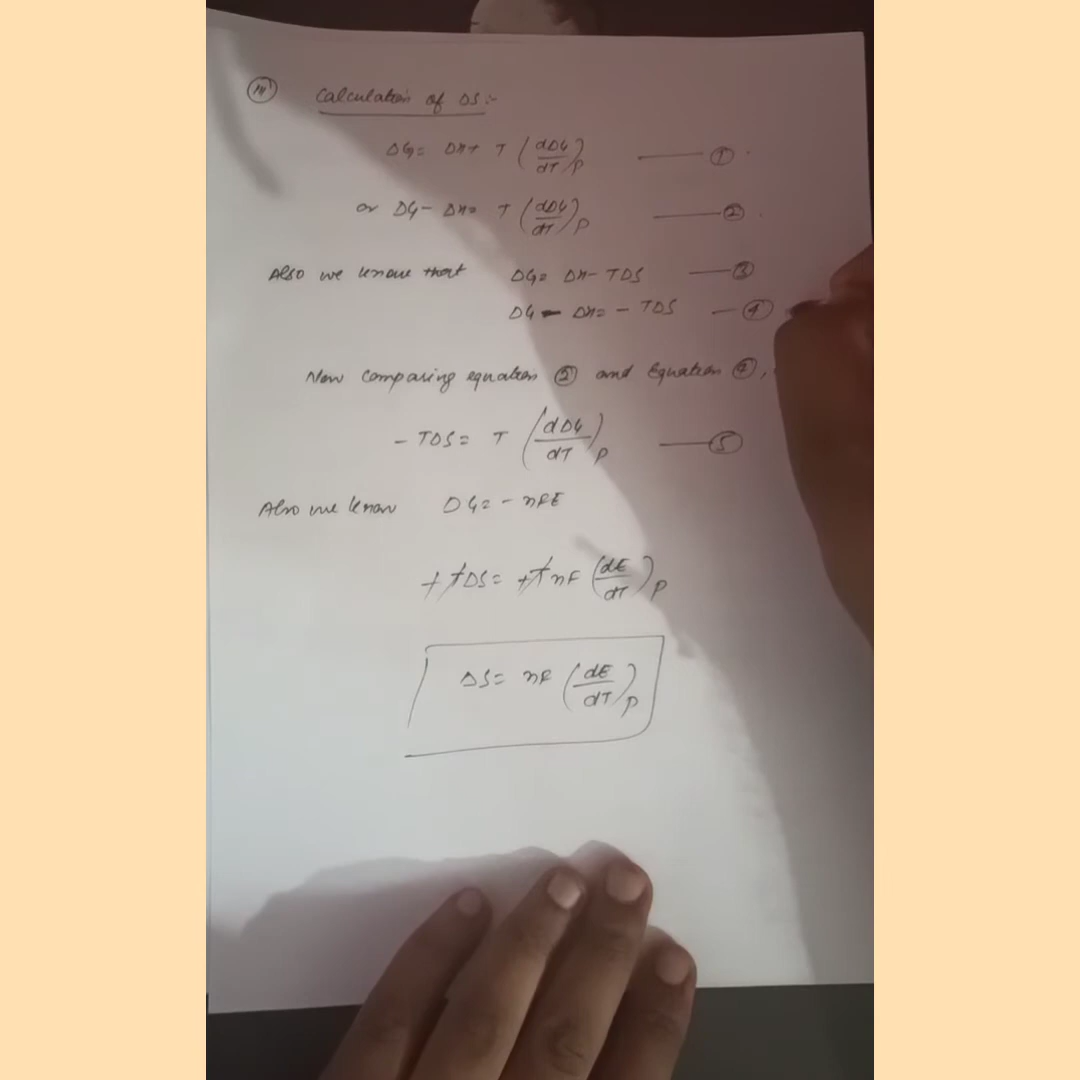 (iv) Calculation of ΔS :-
ΔG = ΔH + T (dΔG/dT)P —— ①
or ΔG - ΔH = T (dΔG/dT)P —— ②
Also we know that ΔG = ΔH - TΔS —— ③
ΔG - ΔH = - TΔS — ④
Now comparing equation ② and Equation ④,
- TΔS = T (dΔG/dT)P —— ⑤
Also we know ΔG = - nFE
+ TΔS = + T nF (dE/dT)P
ΔS = nF (dE/dT)P